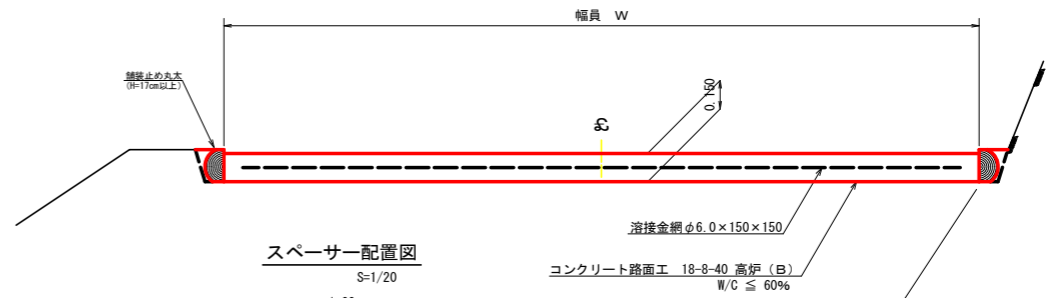 幅員 W
舗装止め丸太
(H=17cm以上)
0.150
溶接金網φ6.0×150×150
コンクリート路面工 18-8-40 高炉（B）
W/C ≦ 60%
スペーサー配置図
S=1/20